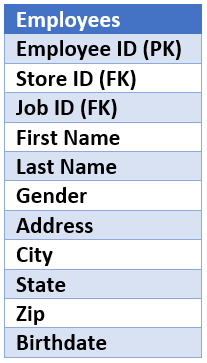 Employees
Employee ID (PK)
Store ID (FK)
Job ID (FK)
First Name
Last Name
Gender
Address
City
State
Zip
Birthdate